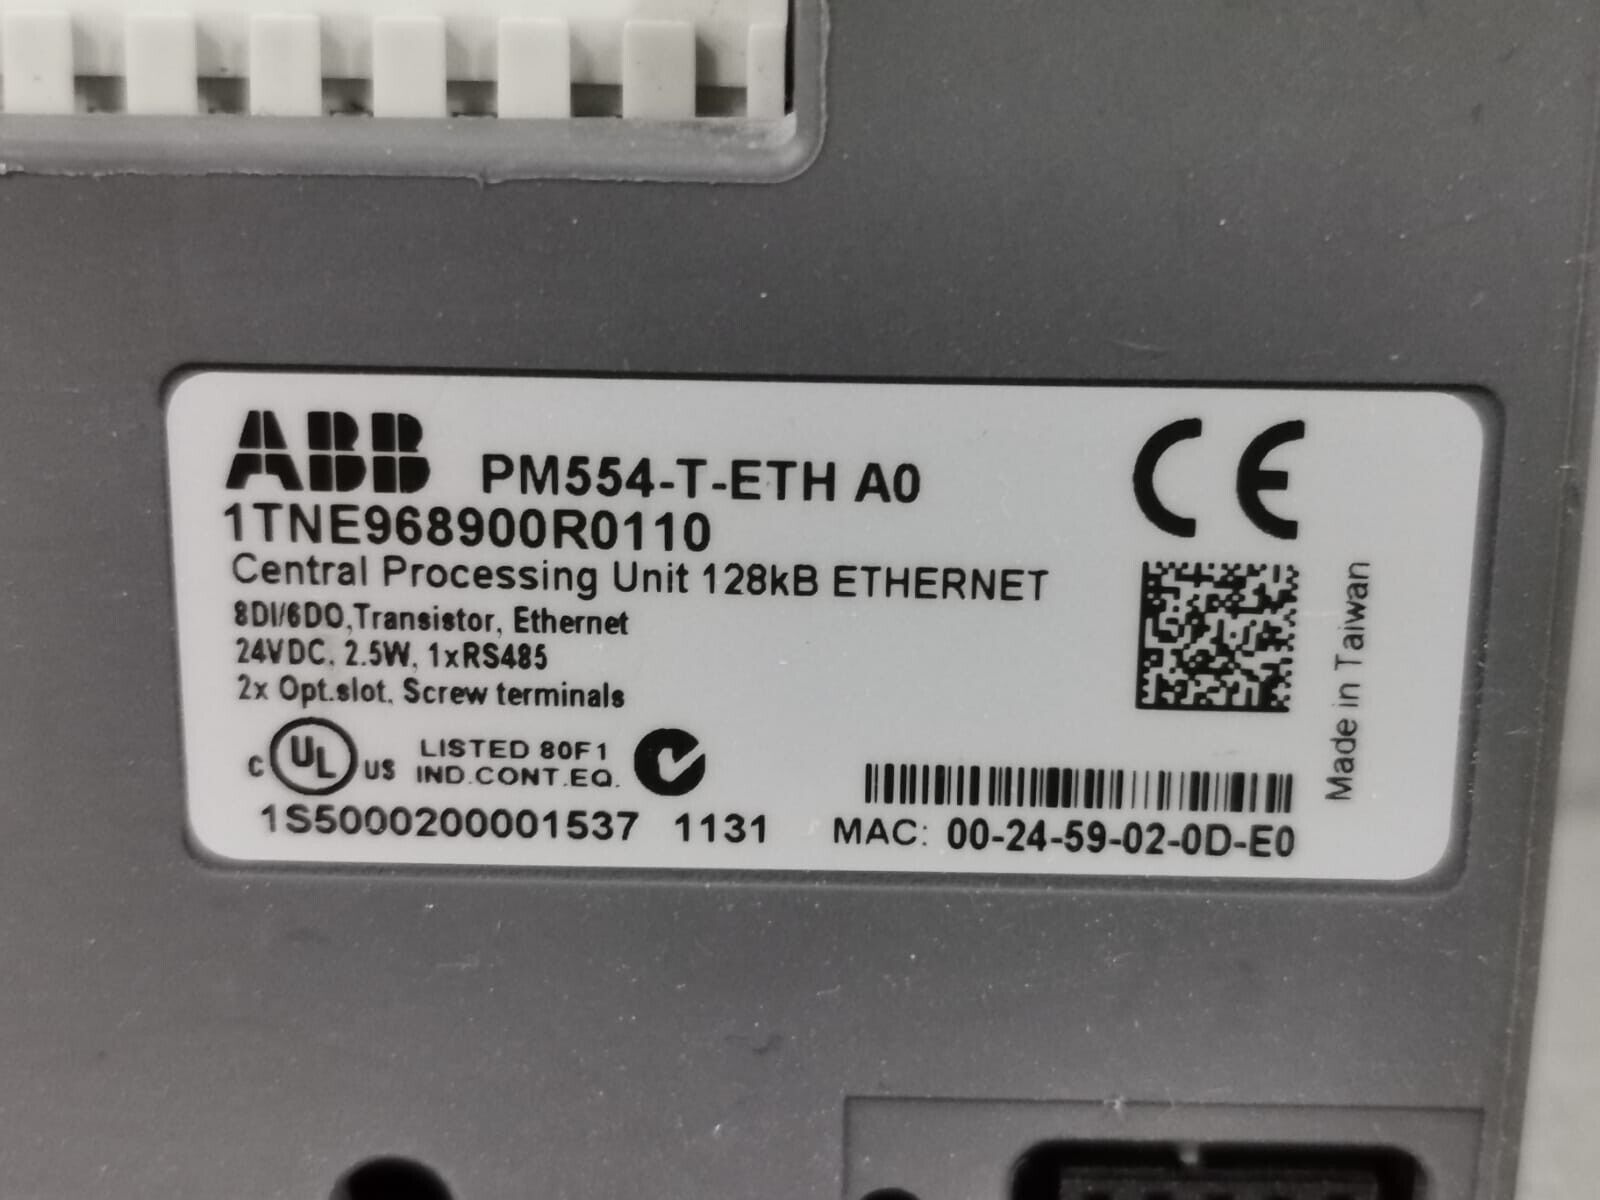 ABB PM554-T-ETH A0
1TNE968900R0110
Central Processing Unit 128kB ETHERNET
8DI/6DO,Transistor, Ethernet
24VDC, 2.5W, 1xRS485
2x Opt.slot, Screw terminals
CE
Made in Taiwan
C UL US LISTED 80F1
IND.CONT.EQ.
1S5000200001537 1131 MAC: 00-24-59-02-0D-E0